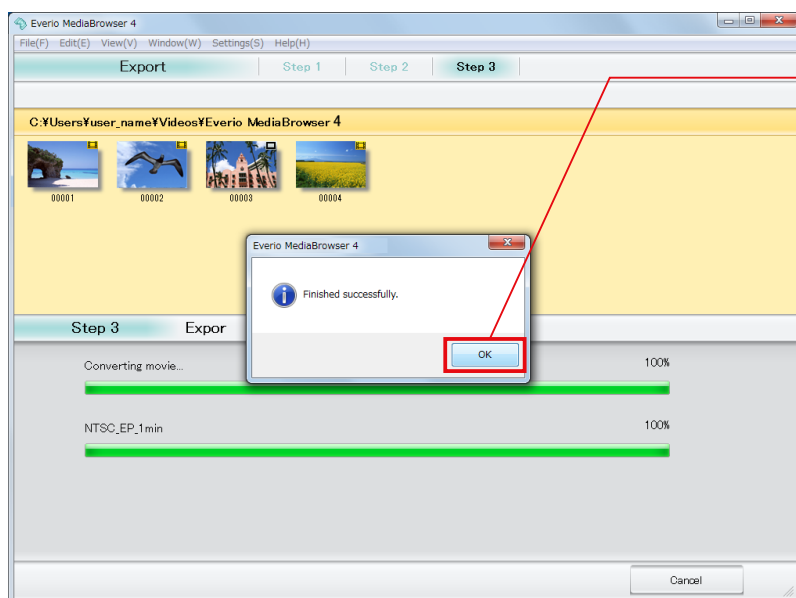 Everio MediaBrowser 4
File(F) Edit(E) View(V) Window(W) Settings(S) Help(H)
Export Step 1 Step 2 Step 3
C:¥Users¥user_name¥Videos¥Everio MediaBrowser 4
00001 00002 00003 00004
Everio MediaBrowser 4
Finished successfully.
OK
Step 3 Expor
Converting movie... 100%
NTSC_EP_1min 100%
Cancel